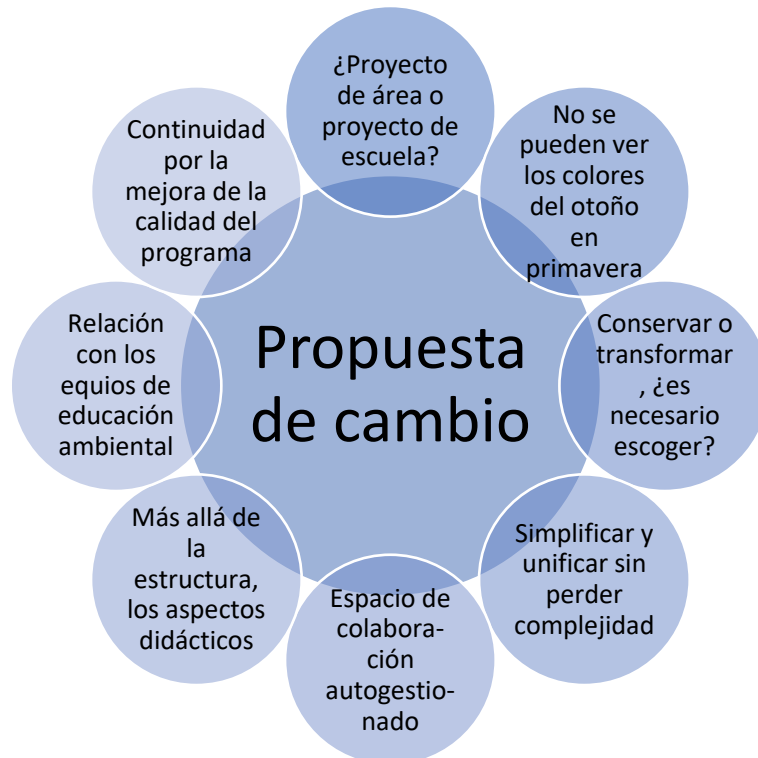 ¿Proyecto
de área o
proyecto de
escuela?
No se
pueden ver
los colores
del otoño
en
primavera
Conservar o
transformar
, ¿es
necesario
escoger?
Simplificar y
unificar sin
perder
complejidad
Espacio de
colabora-
ción
autogestio-
nado
Más allá de
la
estructura,
los aspectos
didácticos
Relación
con los
equios de
educación
ambiental
Continuidad
por la
mejora de la
calidad del
programa
Propuesta
de cambio